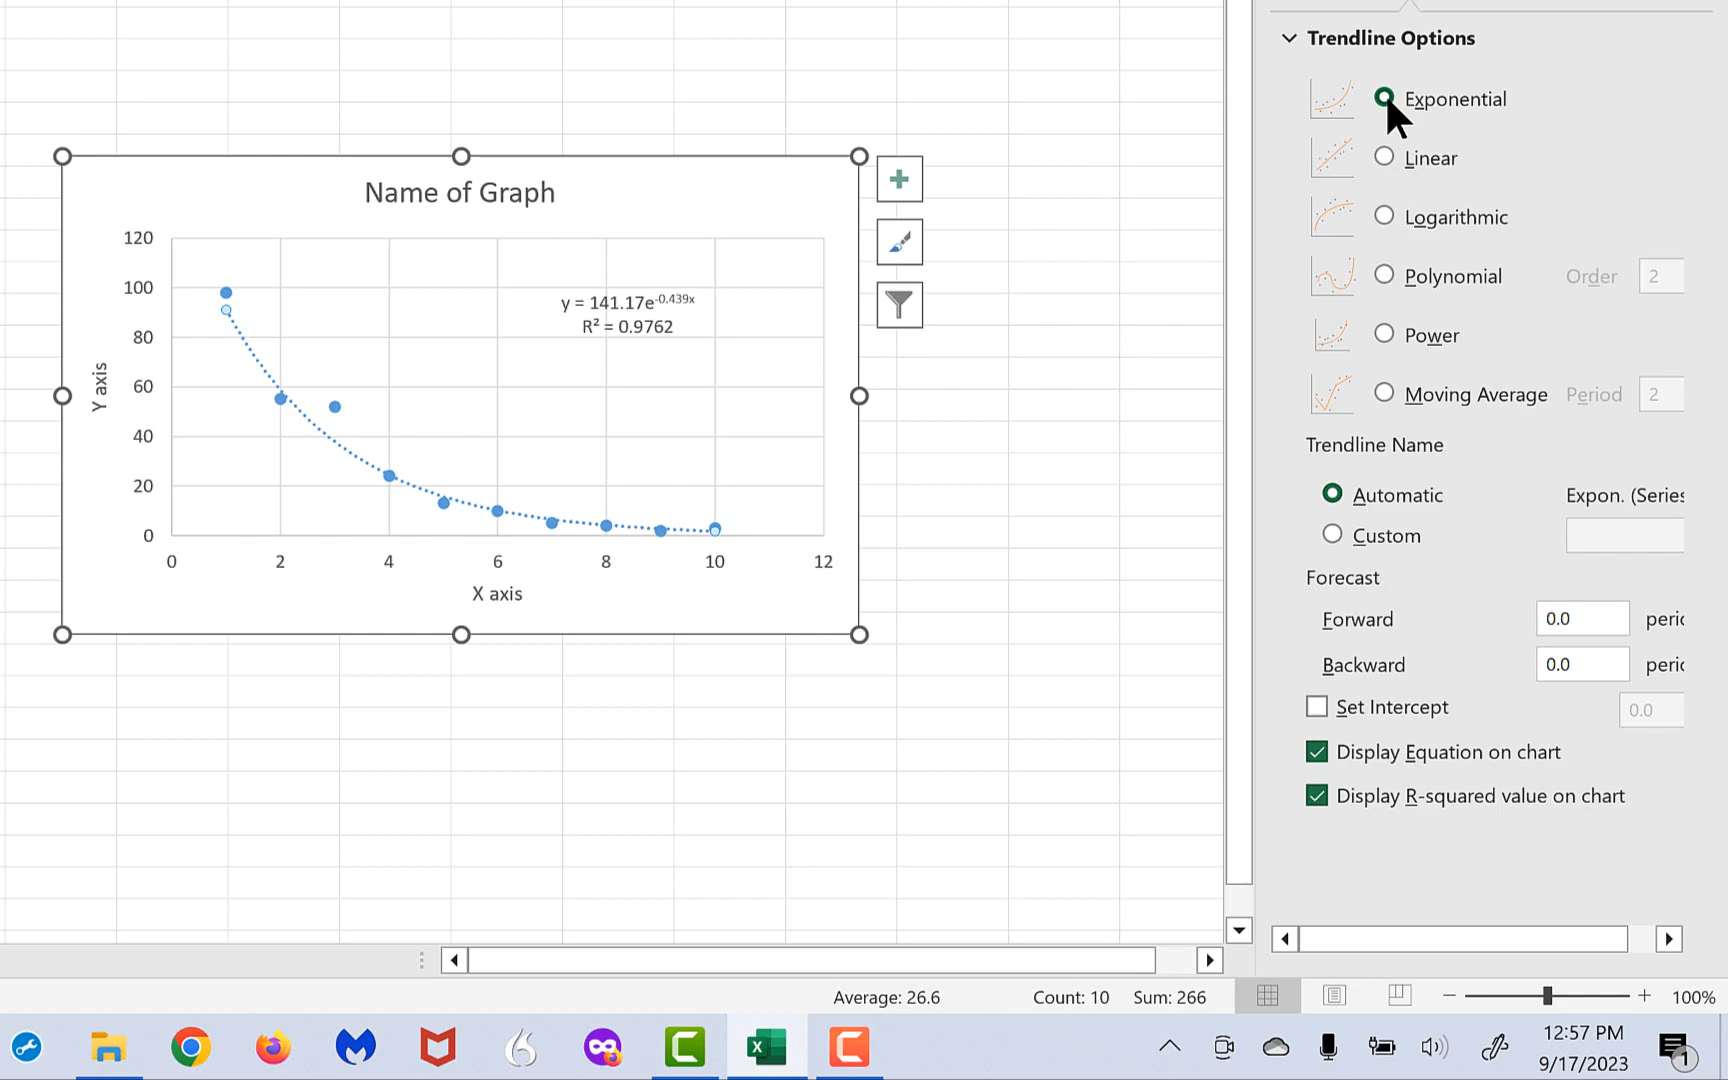 Trendline Options
Exponential
Linear
Logarithmic
Polynomial Order 2
Power
Moving Average Period 2
Trendline Name
Automatic Expon. (Series
Custom
Forecast
Forward 0.0 peric
Backward 0.0 peric
Set Intercept 0.0
Display Equation on chart
Display R-squared value on chart
Name of Graph
y = 141.17e^-0.439x
R² = 0.9762
Y axis
120
100
80
60
40
20
0
0 2 4 6 8 10 12
X axis
Average: 26.6 Count: 10 Sum: 266 100%
12:57 PM
9/17/2023
1